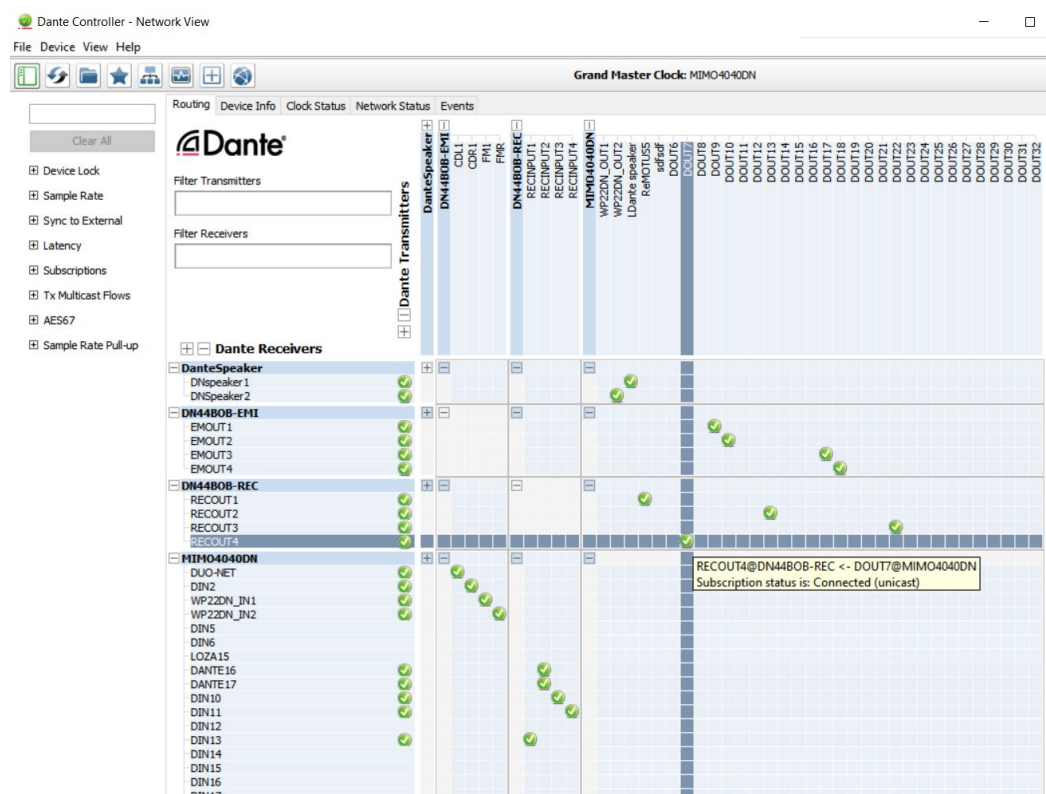 Dante Controller - Network View
File Device View Help
Grand Master Clock: MIMO4040DN
Clear All
Device Lock
Sample Rate
Sync to External
Latency
Subscriptions
Tx Multicast Flows
AES67
Sample Rate Pull-up
Routing Device Info Clock Status Network Status Events
Dante®
Filter Transmitters
Filter Receivers
Dante Transmitters
Dante Receivers
DanteSpeaker
DN44BOB-EMI
CDL1
CDR1
FM1
FMR
DN44BOB-REC
RECINPUT1
RECINPUT2
RECINPUT3
RECINPUT4
MIMO4040DN
WP22DN_OUT1
WP22DN_OUT2
LDante speaker
ReMOTUS5
sdfsdf
DOUT6
DOUT7
DOUT8
DOUT9
DOUT10
DOUT11
DOUT12
DOUT13
DOUT14
DOUT15
DOUT16
DOUT17
DOUT18
DOUT19
DOUT20
DOUT21
DOUT22
DOUT23
DOUT24
DOUT25
DOUT26
DOUT27
DOUT28
DOUT29
DOUT30
DOUT31
DOUT32
DanteSpeaker
DNspeaker1
DNSpeaker2
DN44BOB-EMI
EMOUT1
EMOUT2
EMOUT3
EMOUT4
DN44BOB-REC
RECOUT1
RECOUT2
RECOUT3
RECOUT4
MIMO4040DN
DUO-NET
DIN2
WP22DN_IN1
WP22DN_IN2
DIN5
DIN6
LOZA15
DANTE16
DANTE17
DIN10
DIN11
DIN12
DIN13
DIN14
DIN15
DIN16
RECOUT4@DN44BOB-REC <- DOUT7@MIMO4040DN
Subscription status is: Connected (unicast)